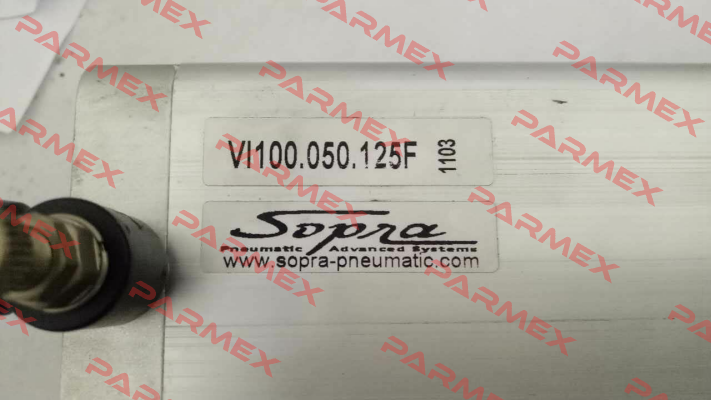 VI100.050.125F 1103
Sopra
Pneumatic Advanced Systems
www.sopra-pneumatic.com
PARMEX